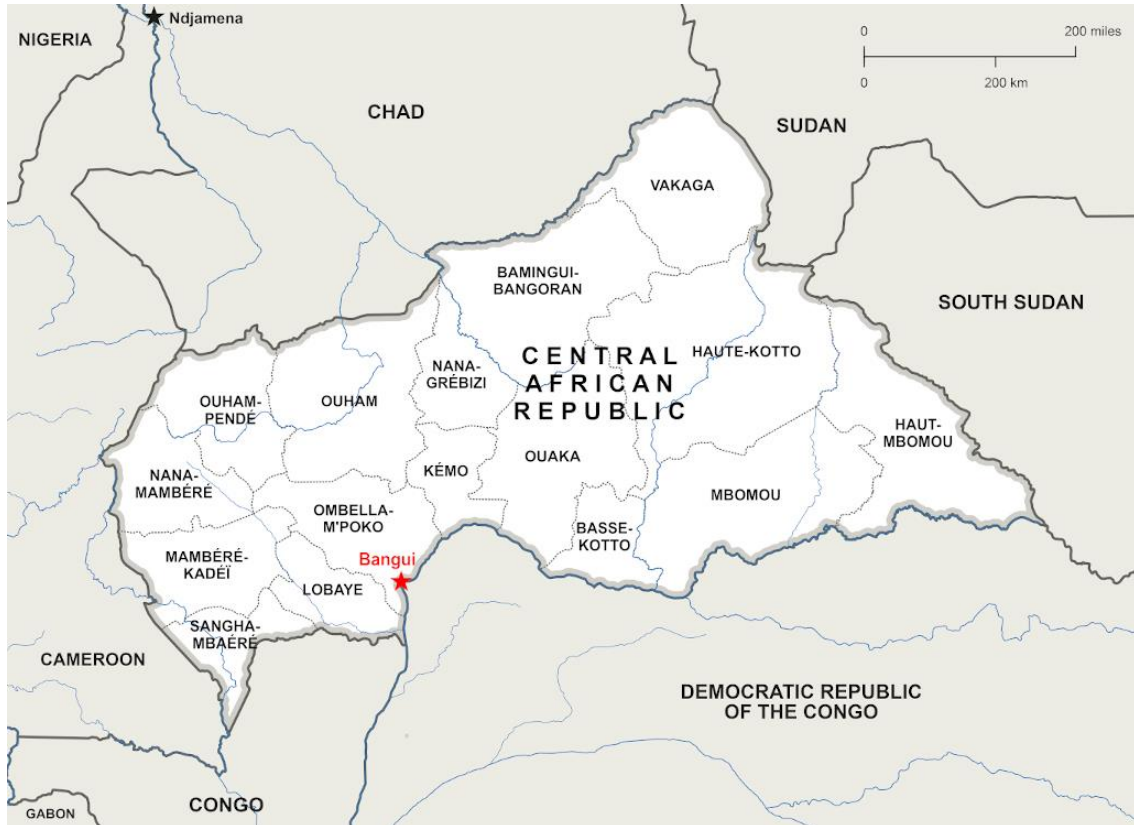 Ndjamena
NIGERIA
0
200 miles
0
200 km
CHAD
SUDAN
VAKAGA
BAMINGUI-
BANGORAN
SOUTH SUDAN
CENTRAL
AFRICAN
REPUBLIC
HAUTE-KOTTO
NANA-
GRÉBIZI
OUHAM-
PENDÉ
OUHAM
HAUT-
MBOMOU
KÉMO
OUAKA
NANA-
MAMBÉRÉ
MBOMOU
OMBELLA-
M'POKO
BASSE-
KOTTO
MAMBÉRÉ-
KADÉÏ
Bangui
LOBAYE
SANGHA-
MBAÉRÉ
CAMEROON
DEMOCRATIC REPUBLIC
OF THE CONGO
CONGO
GABON